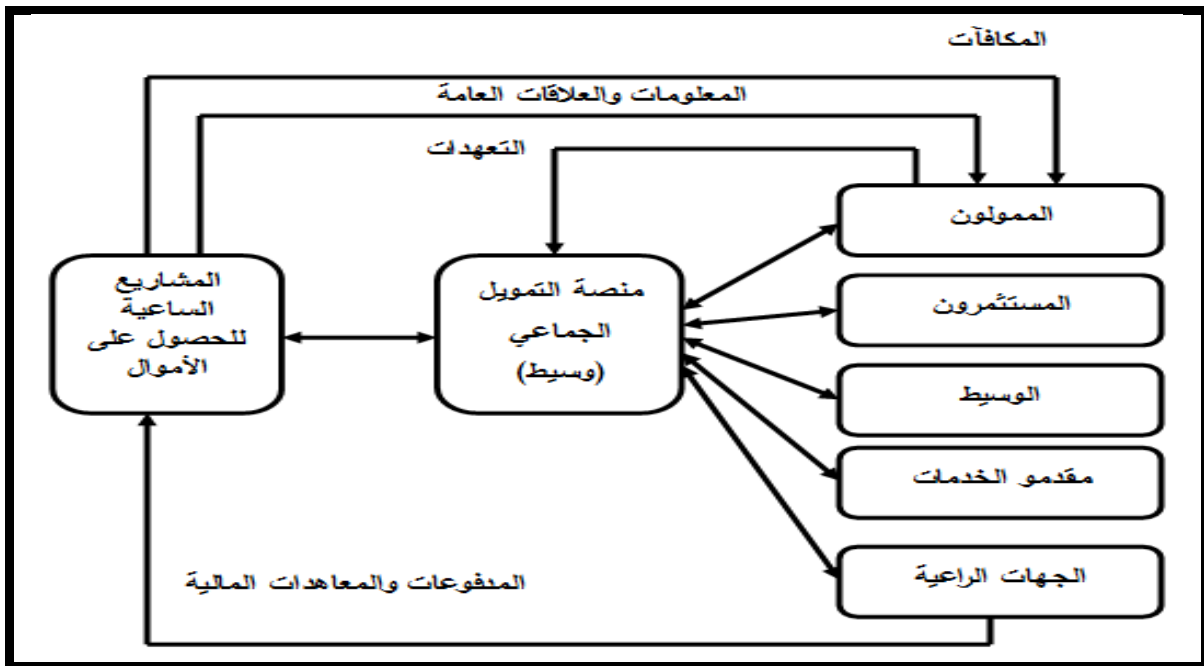 المكافآت
المعلومات والعلاقات العامة
التعهدات
الممولون
المشاريع
الساعية
للحصول على
الأموال
منصة التمويل
الجماعي
(وسيط)
المستثمرون
الوسيط
مقدمو الخدمات
الجهات الراعية
المدفوعات والمعاهدات المالية